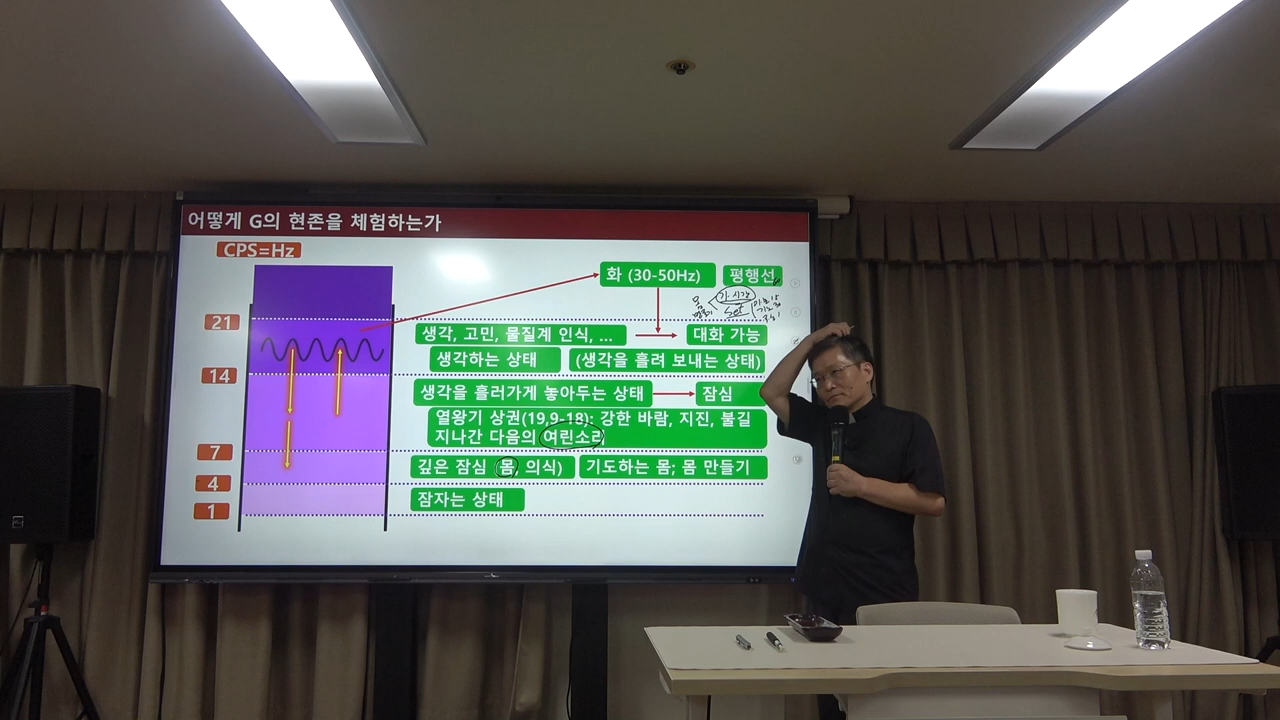 어떻게 G의 현존을 체험하는가
CPS=Hz
화 (30-50Hz) 평행선
시간
Set
21
생각, 고민, 물질계 인식, ... 대화 가능
생각하는 상태 (생각을 흘려 보내는 상태)
14
생각을 흘러가게 놓아두는 상태 잠심
열왕기 상권(19,9-18): 강한 바람, 지진, 불길
지나간 다음의 여린소리
7
깊은 잠심 (몸 의식) 기도하는 몸; 몸 만들기
4
잠자는 상태
1